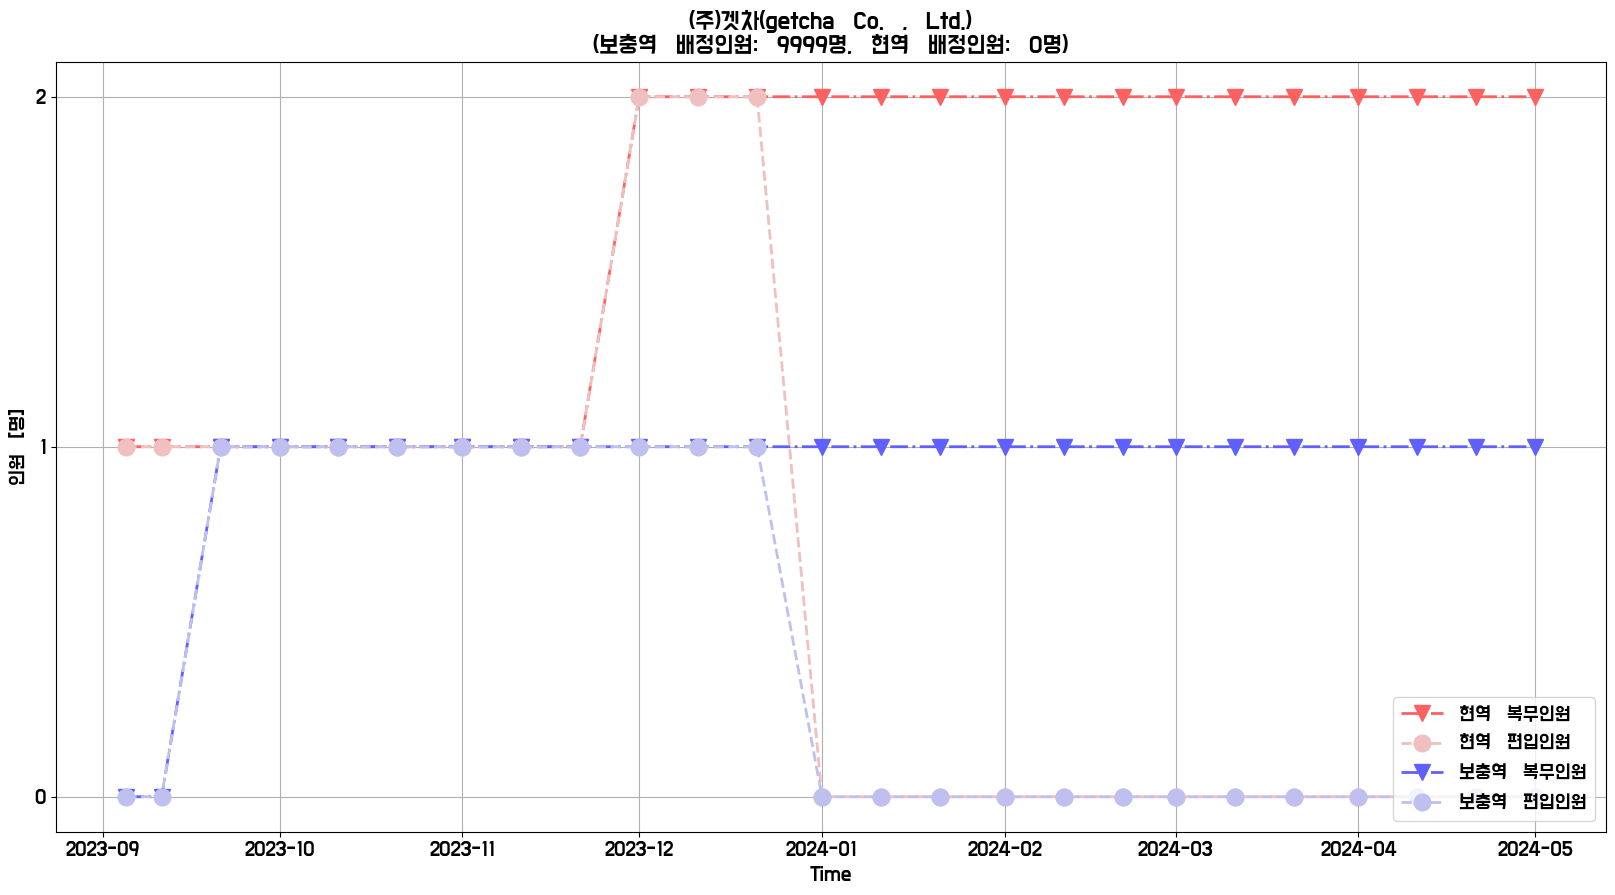 (주)겟차(getcha Co. , Ltd.)
(보충역 배정인원: 9999명, 현역 배정인원: 0명)
2
1
0
인원 [명]
2023-09 2023-10 2023-11 2023-12 2024-01 2024-02 2024-03 2024-04 2024-05
Time
현역 복무인원
현역 편입인원
보충역 복무인원
보충역 편입인원